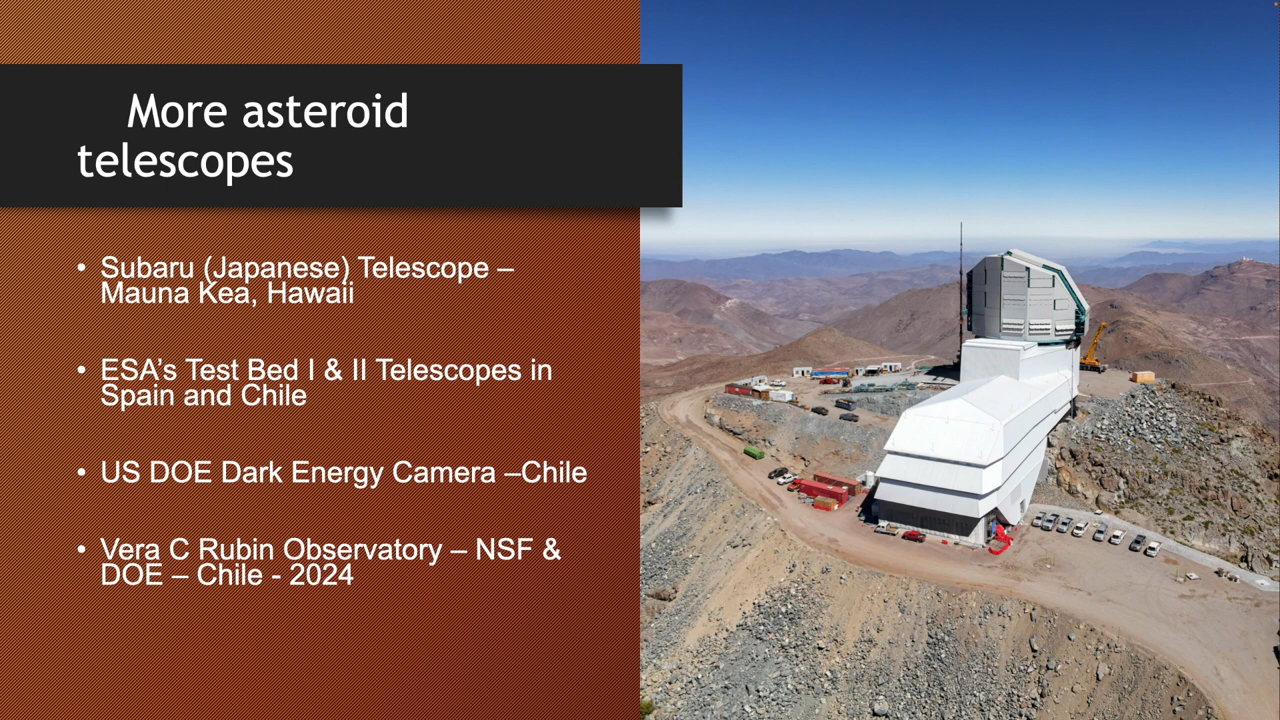 More asteroid
telescopes
• Subaru (Japanese) Telescope –
Mauna Kea, Hawaii
• ESA’s Test Bed I & II Telescopes in
Spain and Chile
• US DOE Dark Energy Camera –Chile
• Vera C Rubin Observatory – NSF &
DOE – Chile - 2024